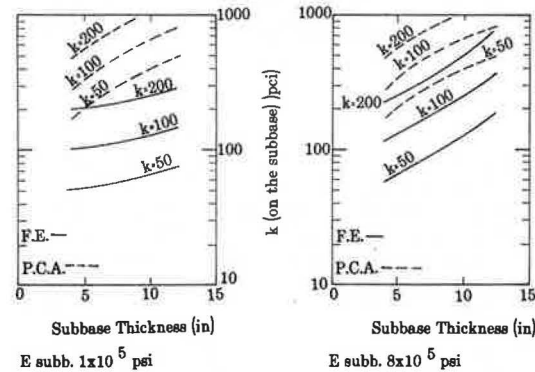 k=200
k=100
k=50
k=200
k=100
k=50
F.E.
P.C.A.
1000
100
10
0
5
10
15
Subbase Thickness (in)
E subb. 1x10 5 psi
k (on the subbase) )pci)
1000
100
10
k=200
k=100
k=50
k=200
k=100
k=50
F.E.
P.C.A.
0
5
10
15
Subbase Thickness (in)
E subb. 8x10 5 psi